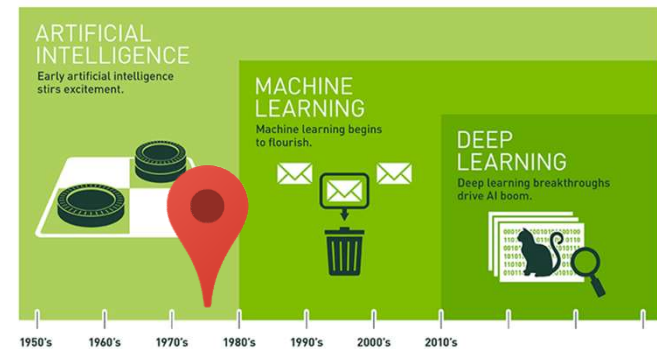 ARTIFICIAL
INTELLIGENCE
Early artificial intelligence
stirs excitement.
MACHINE
LEARNING
Machine learning begins
to flourish.
DEEP
LEARNING
Deep learning breakthroughs
drive AI boom.
1950's 1960's 1970's 1980's 1990's 2000's 2010's